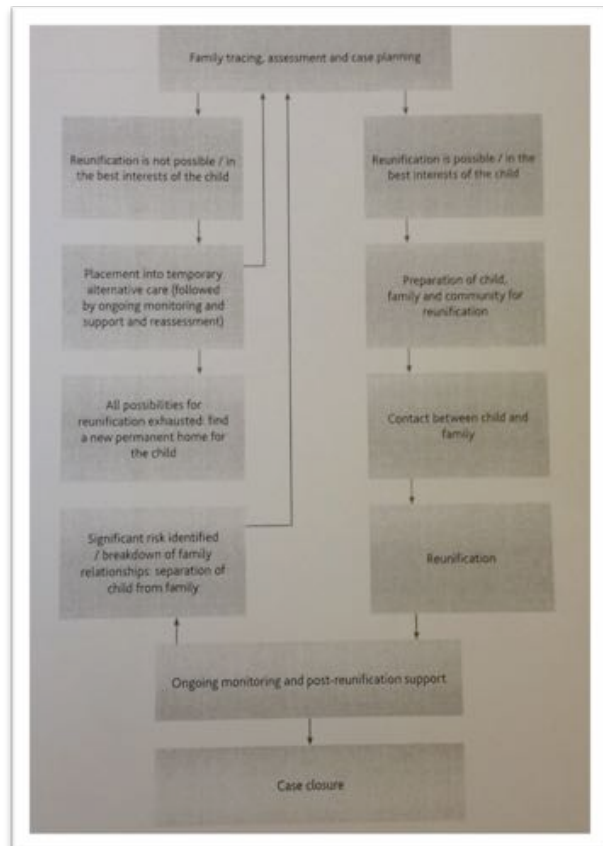 Family tracing, assessment and case planning
Reunification is not possible / in
the best interests of the child
Reunification is possible / in the
best interests of the child
Placement into temporary
alternative care (followed
by ongoing monitoring and
support and reassessment)
Preparation of child,
family and community for
reunification
All possibilities for
reunification exhausted: find
a new permanent home for
the child
Contact between child and
family
Significant risk identified
/ breakdown of family
relationships: separation of
child from family
Reunification
Ongoing monitoring and post-reunification support
Case closure